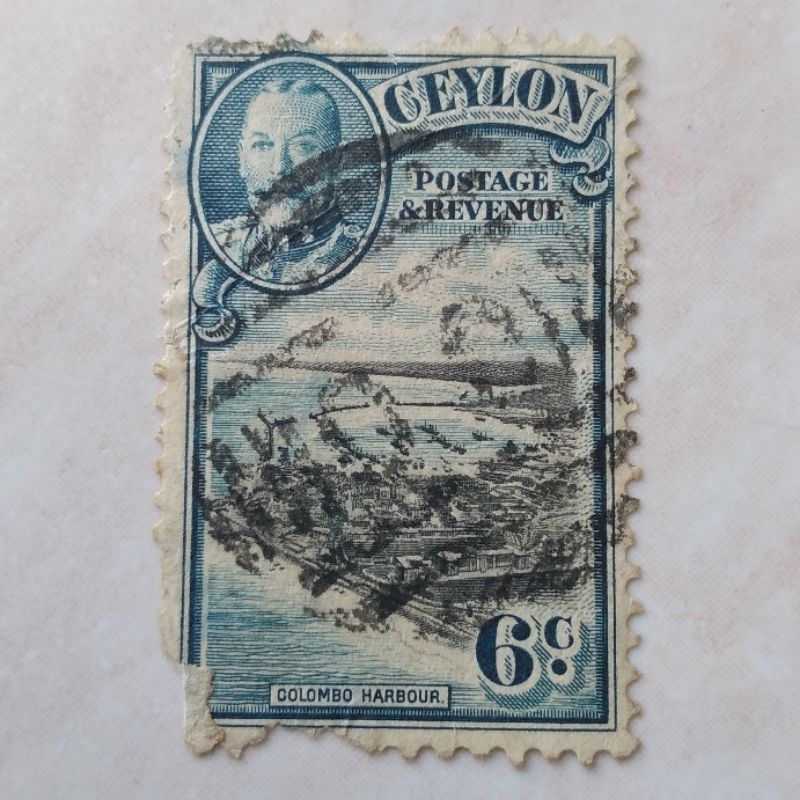 CEYLON
POSTAGE
& REVENUE
6c
COLOMBO HARBOUR.